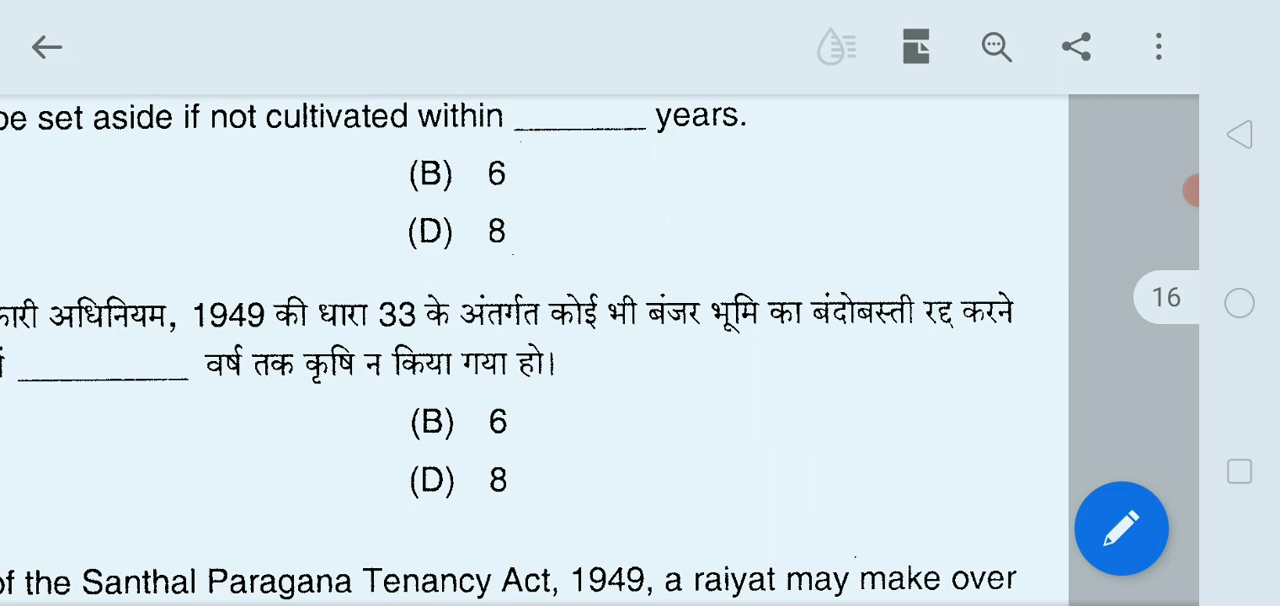 be set aside if not cultivated within ________ years.
(B) 6
(D) 8
अधिनियम, 1949 की धारा 33 के अंतर्गत कोई भी बंजर भूमि का बंदोबस्ती रद्द करने
__________ वर्ष तक कृषि न किया गया हो।
(B) 6
(D) 8
of the Santhal Paragana Tenancy Act, 1949, a raiyat may make over
16